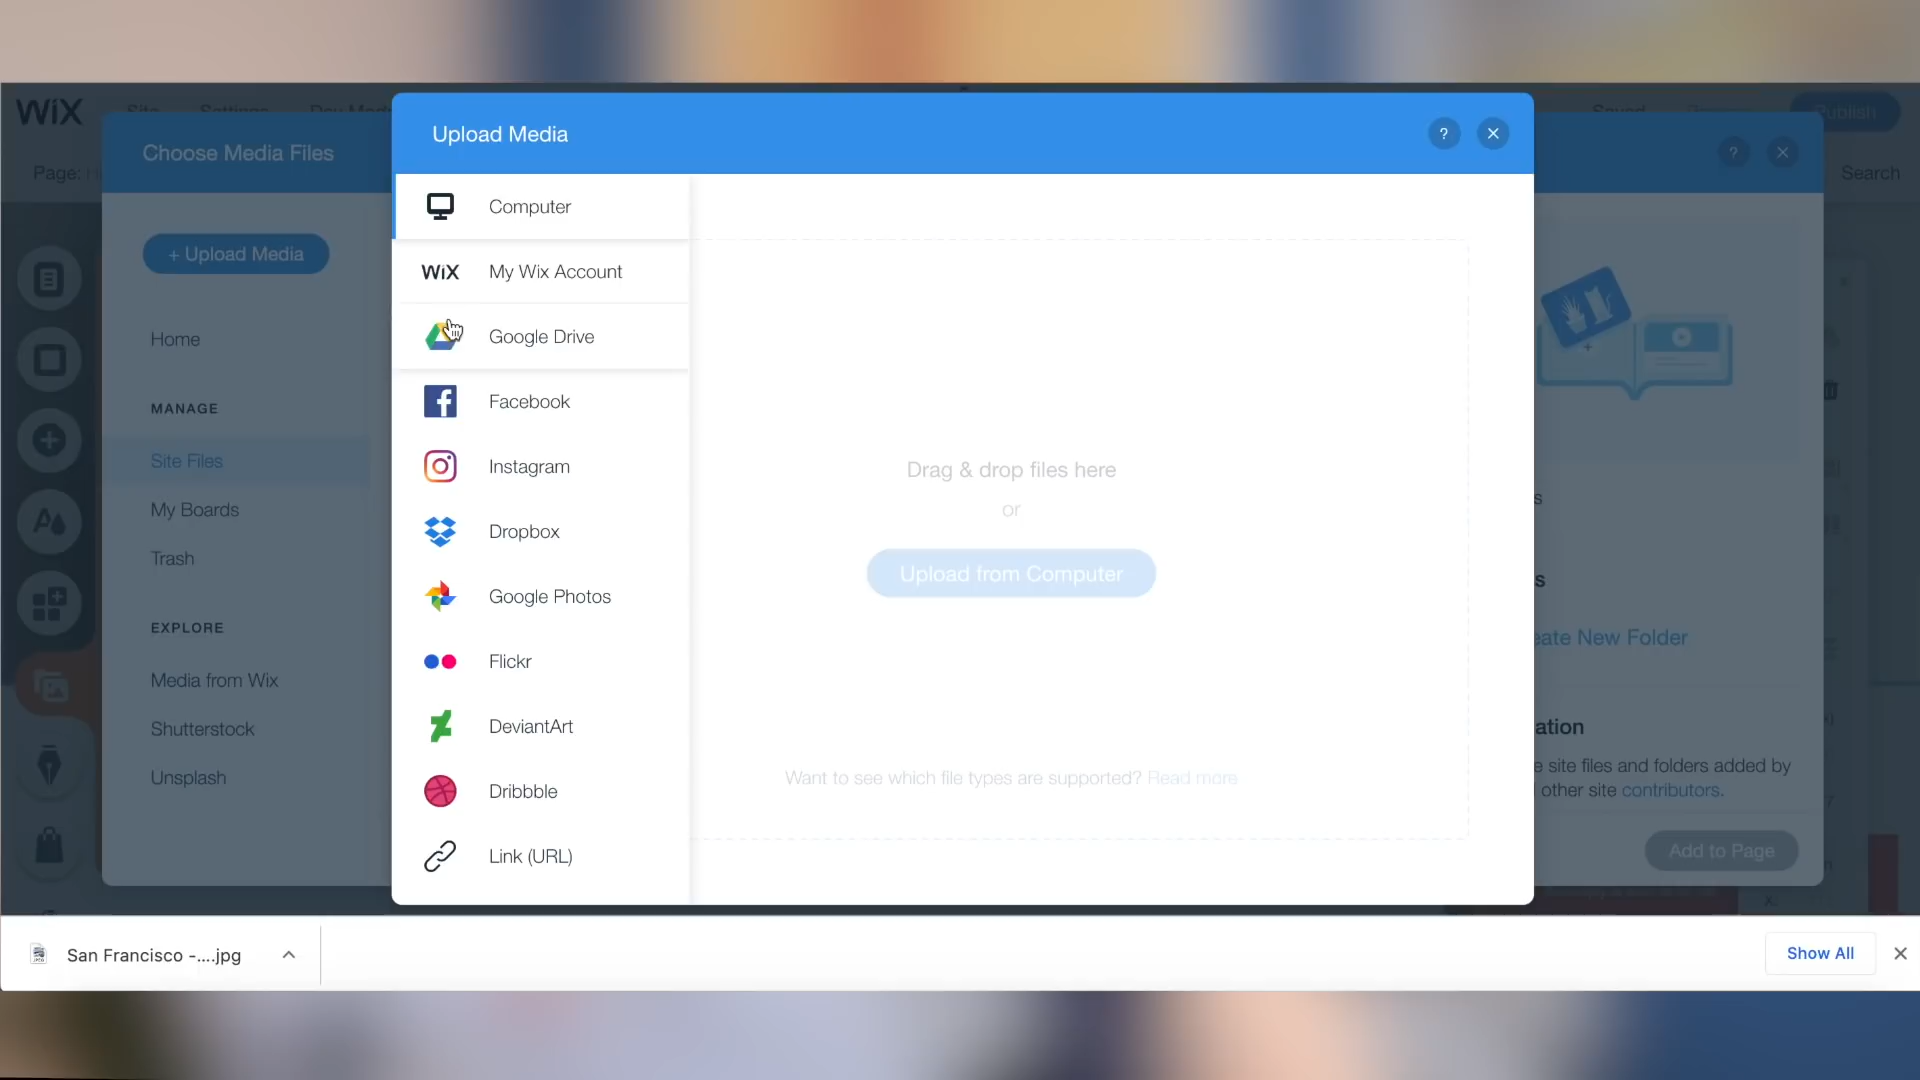 WiX
Site
Settings
Saved
Publish
Page:
Search
Choose Media Files
?
Upload Media
?
+ Upload Media
Home
MANAGE
Site Files
My Boards
Trash
EXPLORE
Media from Wix
Shutterstock
Unsplash
Computer
WiX
My Wix Account
Google Drive
Facebook
Instagram
Dropbox
Google Photos
Flickr
DeviantArt
Dribbble
Link (URL)
Drag & drop files here
or
Upload from Computer
Want to see which file types are supported? Read more
eate New Folder
ation
e site files and folders added by
other site contributors.
Add to Page
San Francisco -....jpg
Show All